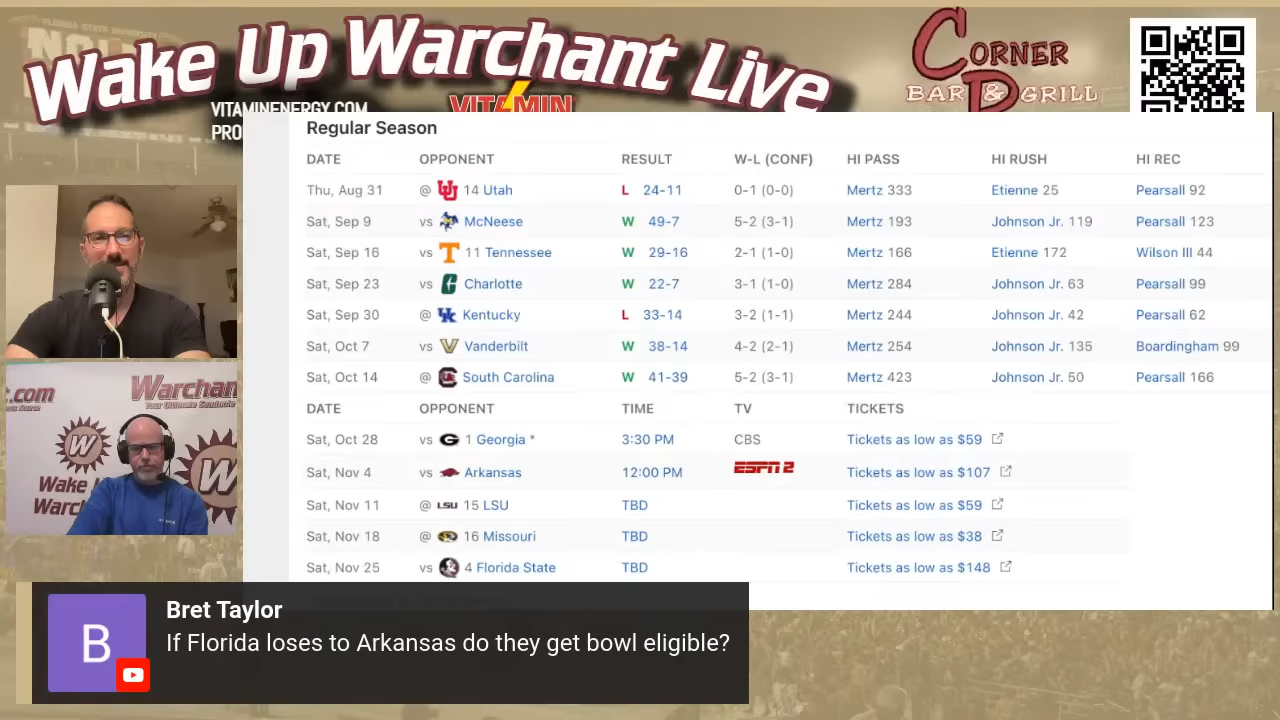 Wake Up Warchant Live
CORNER
BAR & GRILL
VITAMINENERGY.COM
VITAMIN
PRO
Regular Season
DATE OPPONENT RESULT W-L (CONF) HI PASS HI RUSH HI REC
Thu, Aug 31 @ 14 Utah L 24-11 0-1 (0-0) Mertz 333 Etienne 25 Pearsall 92
Sat, Sep 9 vs McNeese W 49-7 5-2 (3-1) Mertz 193 Johnson Jr. 119 Pearsall 123
Sat, Sep 16 vs T 11 Tennessee W 29-16 2-1 (1-0) Mertz 166 Etienne 172 Wilson III 44
Sat, Sep 23 vs C Charlotte W 22-7 3-1 (1-0) Mertz 284 Johnson Jr. 63 Pearsall 99
Sat, Sep 30 @ UK Kentucky L 33-14 3-2 (1-1) Mertz 244 Johnson Jr. 42 Pearsall 62
Sat, Oct 7 vs V Vanderbilt W 38-14 4-2 (2-1) Mertz 254 Johnson Jr. 135 Boardingham 99
Sat, Oct 14 @ South Carolina W 41-39 5-2 (3-1) Mertz 423 Johnson Jr. 50 Pearsall 166
DATE OPPONENT TIME TV TICKETS
Sat, Oct 28 vs G 1 Georgia * 3:30 PM CBS Tickets as low as $59
Sat, Nov 4 vs Arkansas 12:00 PM ESPN2 Tickets as low as $107
Sat, Nov 11 @ LSU 15 LSU TBD Tickets as low as $59
Sat, Nov 18 @ 16 Missouri TBD Tickets as low as $38
Sat, Nov 25 vs 4 Florida State TBD Tickets as low as $148
t.com
Warchan
Your Ultimate Seminole
W
W
Wake
Warc
B
Bret Taylor
If Florida loses to Arkansas do they get bowl eligible?